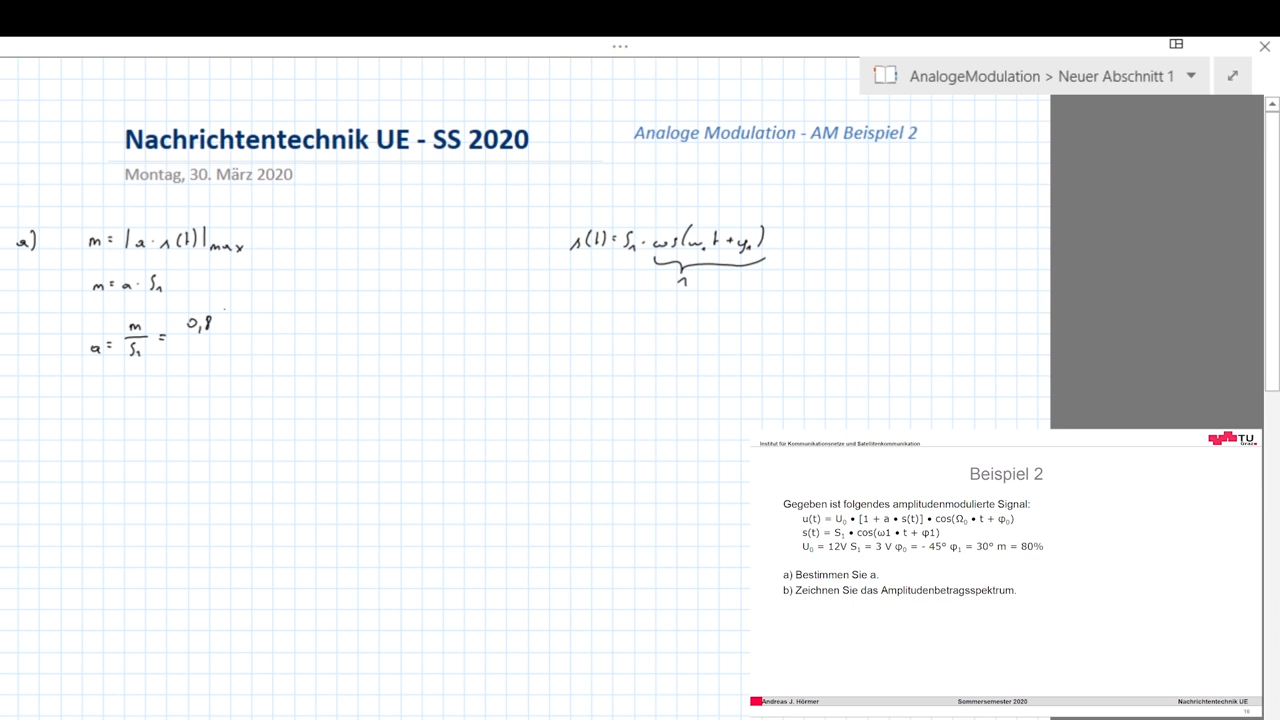 AnalogeModulation > Neuer Abschnitt 1
Nachrichtentechnik UE - SS 2020
Analoge Modulation - AM Beispiel 2
Montag, 30. März 2020
a) m = |a · s(t)|max
s(t) = S₁ · cos(ω₁ t + φ₁)
1
m = a · S₁
a = m/S₁ = 0,8
Institut für Kommunikationsnetze und Satellitenkommunikation
TU Graz
Beispiel 2
Gegeben ist folgendes amplitudenmodulierte Signal:
u(t) = U₀ • [1 + a • s(t)] • cos(Ω₀ • t + φ₀)
s(t) = S₁ • cos(ω1 • t + φ1)
U₀ = 12V S₁ = 3 V φ₀ = - 45° φ₁ = 30° m = 80%
a) Bestimmen Sie a.
b) Zeichnen Sie das Amplitudenbetragsspektrum.
Andreas J. Hörmer
Sommersemester 2020
Nachrichtentechnik UE
16